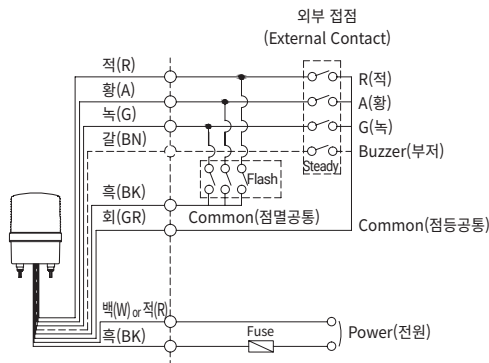 외부 접점
(External Contact)
적(R)
R(적)
황(A)
A(황)
녹(G)
G(녹)
갈(BN)
Buzzer(부저)
Steady
Flash
흑(BK)
Common(점멸공통)
회(GR)
Common(점등공통)
백(W) or 적(R)
흑(BK)
Fuse
Power(전원)